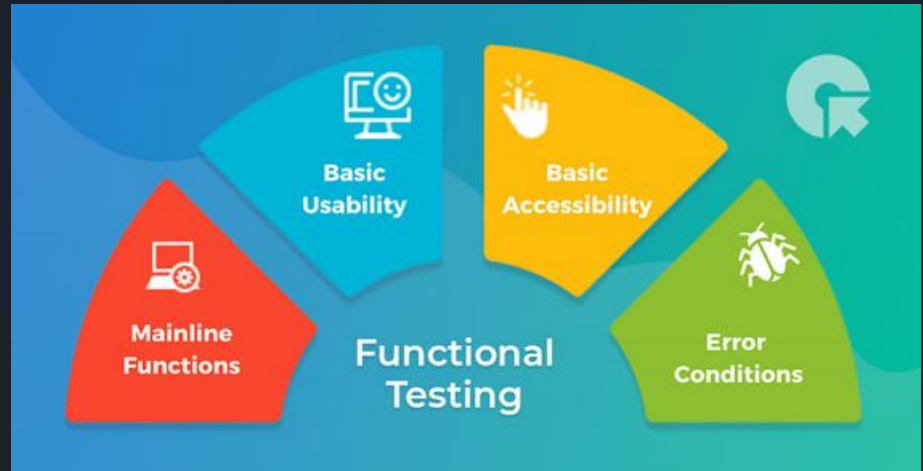 Basic
Usability
Basic
Accessibility
Mainline
Functions
Error
Conditions
Functional
Testing